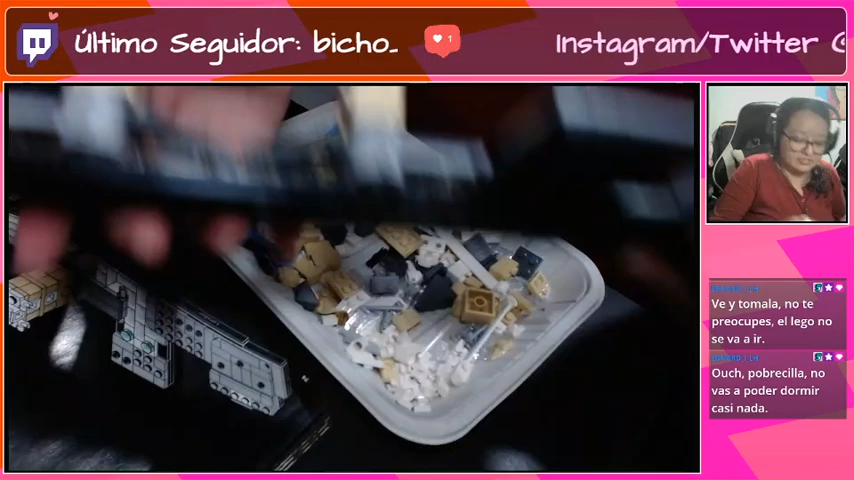 Último Seguidor: bicho_
1
Instagram/Twitter
Ve y tomala, no te
preocupes, el lego no
se va a ir.
Ouch, pobrecilla, no
vas a poder dormir
casi nada.